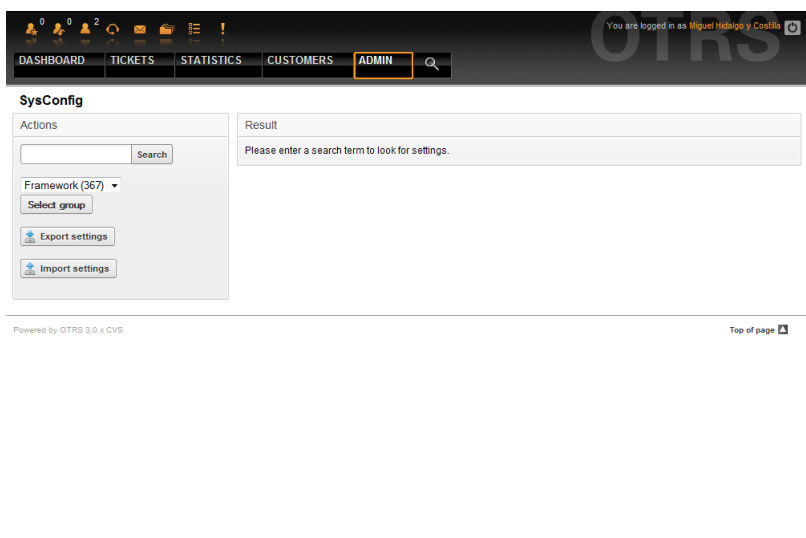 0 0 2
You are logged in as Miguel Hidalgo y Costilla
OTRS
DASHBOARD TICKETS STATISTICS CUSTOMERS ADMIN
SysConfig
Actions
Search
Framework (367)
Select group
Export settings
Import settings
Result
Please enter a search term to look for settings.
Powered by OTRS 3.0.x CVS
Top of page